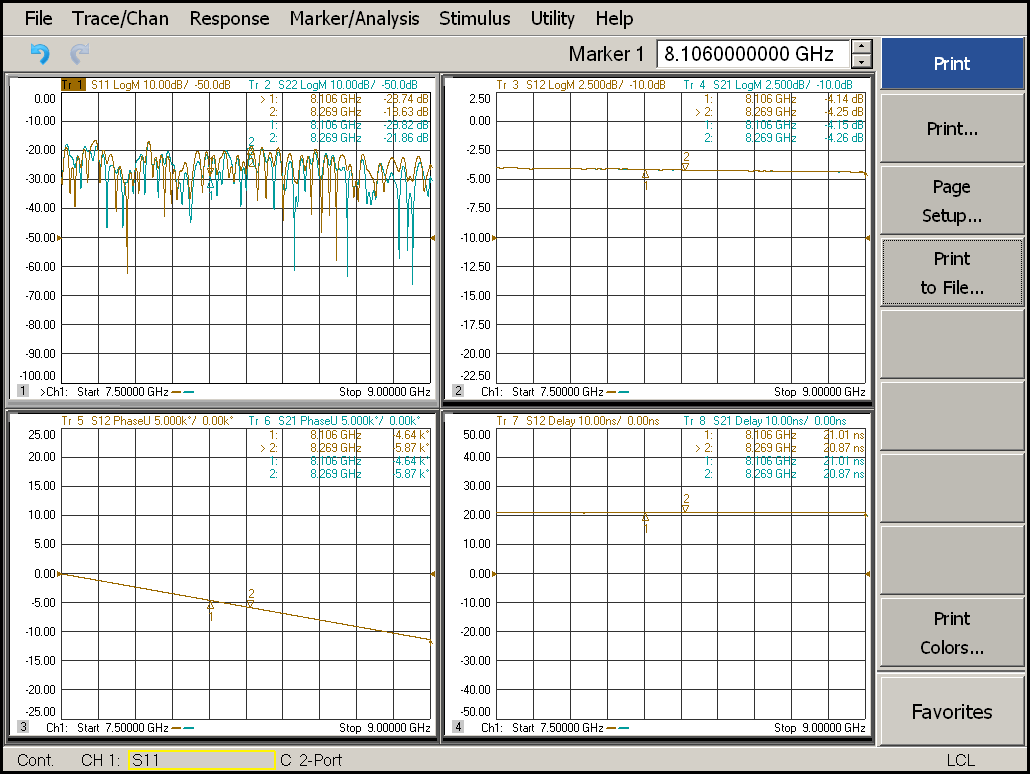 File Trace/Chan Response Marker/Analysis Stimulus Utility Help
Marker 1 8.1060000000 GHz
Tr 1 S11 LogM 10.00dB/ -50.0dB Tr 2 S22 LogM 10.00dB/ -50.0dB
0.00
-10.00
-20.00
-30.00
-40.00
-50.00
-60.00
-70.00
-80.00
-90.00
-100.00
> 1: 8.106 GHz -28.74 dB
2: 8.269 GHz
1: 8.106 GHz
2: 8.269 GHz -21.86 dB
2
1
1 >Ch1: Start 7.50000 GHz Stop 9.00000 GHz
Tr 3 S12 LogM 2.500dB/ -10.0dB Tr 4 S21 LogM 2.500dB/ -10.0dB
2.50
0.00
-2.50
-5.00
-7.50
-10.00
-12.50
-15.00
-17.50
-20.00
-22.50
1: 8.106 GHz -4.14 dB
> 2: 8.269 GHz -4.25 dB
1: 8.106 GHz -4.15 dB
2: 8.269 GHz -4.26 dB
2
1
2 Ch1: Start 7.50000 GHz Stop 9.00000 GHz
Tr 5 S12 PhaseU 5.000k°/ 0.00k° Tr 6 S21 PhaseU 5.000k°/ 0.00k°
25.00
20.00
15.00
10.00
5.00
0.00
-5.00
-10.00
-15.00
-20.00
-25.00
1: 8.106 GHz -4.64 k°
> 2: 8.269 GHz -5.87 k°
1: 8.106 GHz -4.64 k°
2: 8.269 GHz -5.87 k°
2
1
3 Ch1: Start 7.50000 GHz Stop 9.00000 GHz
Tr 7 S12 Delay 10.00ns/ 0.00ns Tr 8 S21 Delay 10.00ns/ 0.00ns
50.00
40.00
30.00
20.00
10.00
0.00
-10.00
-20.00
-30.00
-40.00
-50.00
1: 8.106 GHz 21.01 ns
> 2: 8.269 GHz 20.87 ns
1: 8.106 GHz 21.01 ns
2: 8.269 GHz 20.87 ns
2
1
4 Ch1: Start 7.50000 GHz Stop 9.00000 GHz
Print
Print...
Page
Setup...
Print
to File...
Print
Colors...
Favorites
Cont. CH 1: S11 C 2-Port LCL